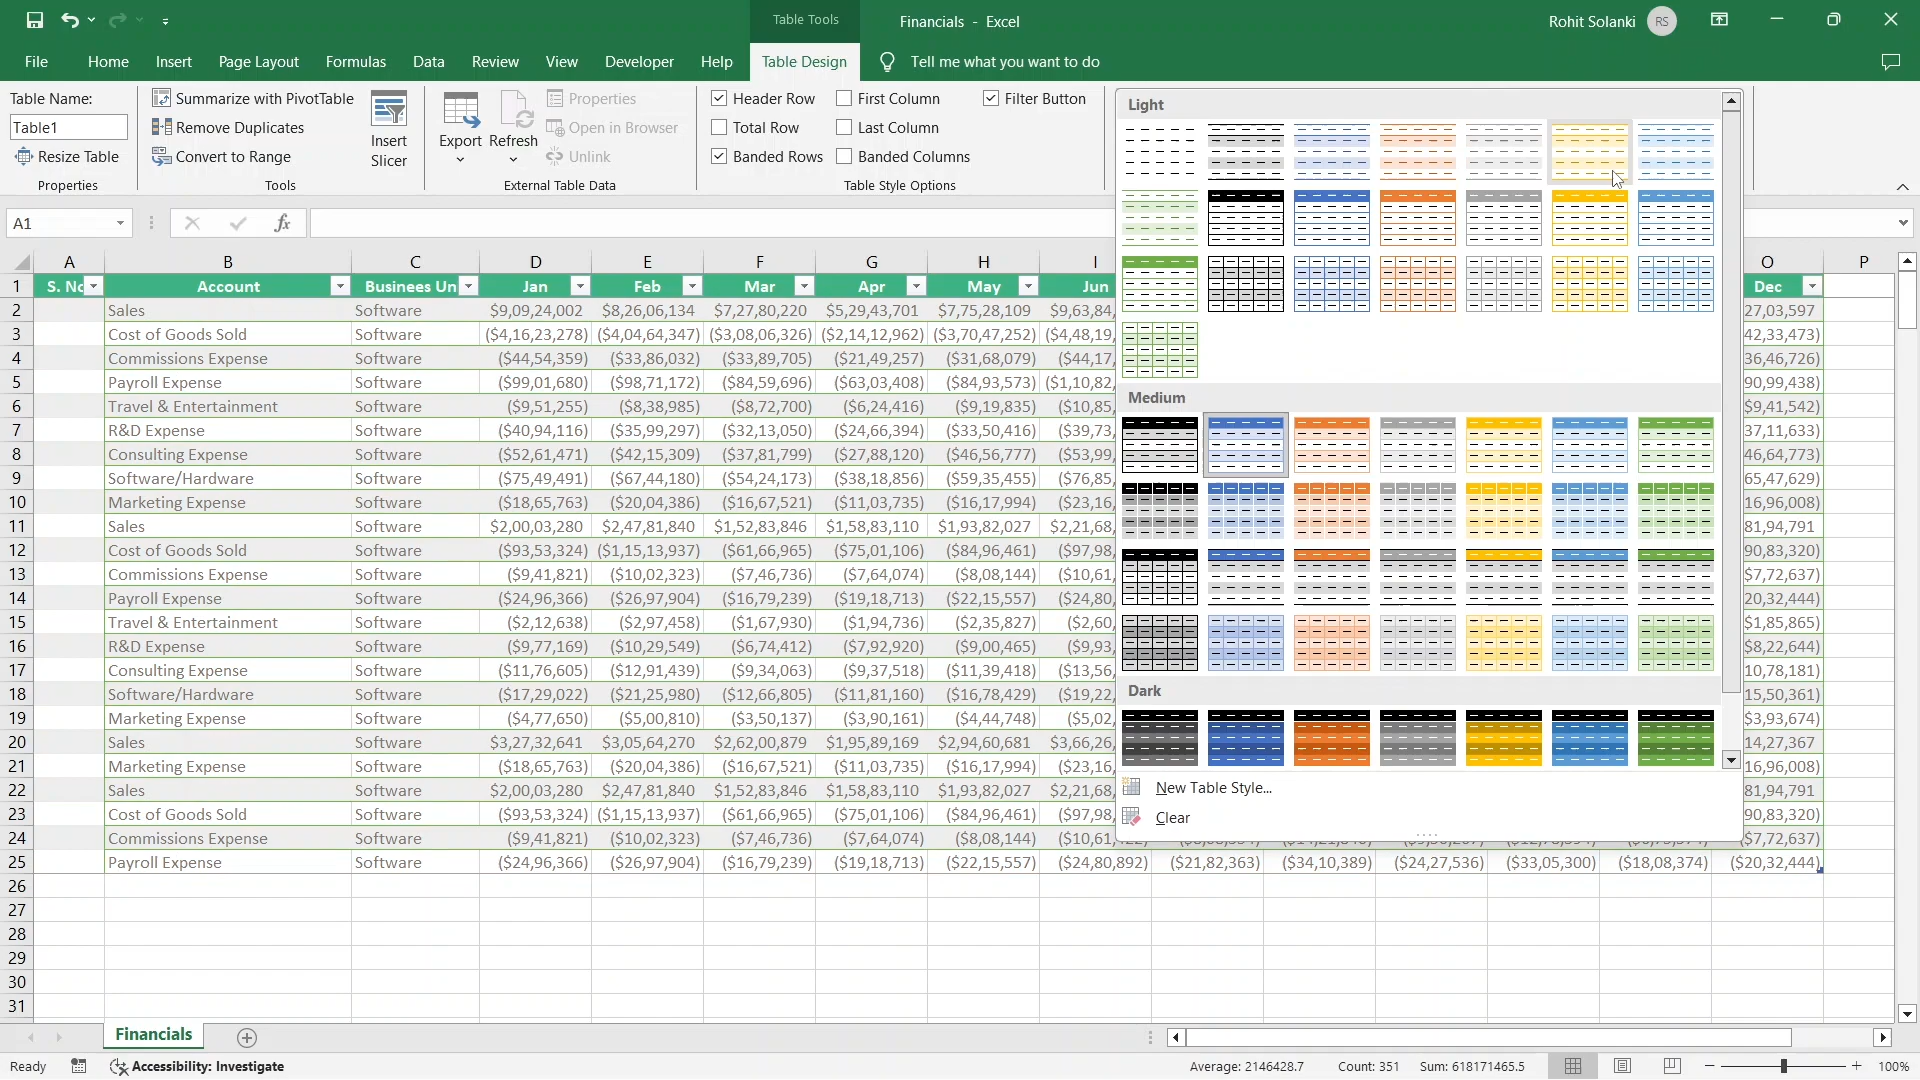 Table Tools
Financials - Excel
Rohit Solanki
RS
File Home Insert Page Layout Formulas Data Review View Developer Help Table Design Tell me what you want to do
Table Name:
Table1
Resize Table
Properties
Summarize with PivotTable
Remove Duplicates
Convert to Range
Tools
Insert
Slicer
Export
Refresh
Properties
Open in Browser
Unlink
External Table Data
Header Row First Column Filter Button
Total Row Last Column
Banded Rows Banded Columns
Table Style Options
Light
Medium
Dark
New Table Style...
Clear
A1
fx
A B C D E F G H I O P
1 S. No Account Businees Un Jan Feb Mar Apr May Jun Dec
2 Sales Software $9,09,24,002 $8,26,06,134 $7,27,80,220 $5,29,43,701 $7,75,28,109 $9,63,84, 27,03,597
3 Cost of Goods Sold Software ($4,16,23,278) ($4,04,64,347) ($3,08,06,326) ($2,14,12,962) ($3,70,47,252) ($4,48,19, 42,33,473)
4 Commissions Expense Software ($44,54,359) ($33,86,032) ($33,89,705) ($21,49,257) ($31,68,079) ($44,17, 36,46,726)
5 Payroll Expense Software ($99,01,680) ($98,71,172) ($84,59,696) ($63,03,408) ($84,93,573) ($1,10,82, 90,99,438)
6 Travel & Entertainment Software ($9,51,255) ($8,38,985) ($8,72,700) ($6,24,416) ($9,19,835) ($10,85, $9,41,542)
7 R&D Expense Software ($40,94,116) ($35,99,297) ($32,13,050) ($24,66,394) ($33,50,416) ($39,73, 37,11,633)
8 Consulting Expense Software ($52,61,471) ($42,15,309) ($37,81,799) ($27,88,120) ($46,56,777) ($53,99, 46,64,773)
9 Software/Hardware Software ($75,49,491) ($67,44,180) ($54,24,173) ($38,18,856) ($59,35,455) ($76,85, 65,47,629)
10 Marketing Expense Software ($18,65,763) ($20,04,386) ($16,67,521) ($11,03,735) ($16,17,994) ($23,16, 16,96,008)
11 Sales Software $2,00,03,280 $2,47,81,840 $1,52,83,846 $1,58,83,110 $1,93,82,027 $2,21,68, 81,94,791
12 Cost of Goods Sold Software ($93,53,324) ($1,15,13,937) ($61,66,965) ($75,01,106) ($84,96,461) ($97,98, 90,83,320)
13 Commissions Expense Software ($9,41,821) ($10,02,323) ($7,46,736) ($7,64,074) ($8,08,144) ($10,61, $7,72,637)
14 Payroll Expense Software ($24,96,366) ($26,97,904) ($16,79,239) ($19,18,713) ($22,15,557) ($24,80, 20,32,444)
15 Travel & Entertainment Software ($2,12,638) ($2,97,458) ($1,67,930) ($1,94,736) ($2,35,827) ($2,60, $1,85,865)
16 R&D Expense Software ($9,77,169) ($10,29,549) ($6,74,412) ($7,92,920) ($9,00,465) ($9,93, $8,22,644)
17 Consulting Expense Software ($11,76,605) ($12,91,439) ($9,34,063) ($9,37,518) ($11,39,418) ($13,56, 10,78,181)
18 Software/Hardware Software ($17,29,022) ($21,25,980) ($12,66,805) ($11,81,160) ($16,78,429) ($19,22, 15,50,361)
19 Marketing Expense Software ($4,77,650) ($5,00,810) ($3,50,137) ($3,90,161) ($4,44,748) ($5,02, $3,93,674)
20 Sales Software $3,27,32,641 $3,05,64,270 $2,62,00,879 $1,95,89,169 $2,94,60,681 $3,66,26, 14,27,367
21 Marketing Expense Software ($18,65,763) ($20,04,386) ($16,67,521) ($11,03,735) ($16,17,994) ($23,16, 16,96,008)
22 Sales Software $2,00,03,280 $2,47,81,840 $1,52,83,846 $1,58,83,110 $1,93,82,027 $2,21,68, 81,94,791
23 Cost of Goods Sold Software ($93,53,324) ($1,15,13,937) ($61,66,965) ($75,01,106) ($84,96,461) ($97,98, 90,83,320)
24 Commissions Expense Software ($9,41,821) ($10,02,323) ($7,46,736) ($7,64,074) ($8,08,144) $7,72,637)
25 Payroll Expense Software ($24,96,366) ($26,97,904) ($16,79,239) ($19,18,713) ($22,15,557) ($24,80,892) ($21,82,363) ($34,10,389) ($24,27,536) ($33,05,300) ($18,08,374) ($20,32,444)
26
27
28
29
30
31
Financials
Ready Accessibility: Investigate Average: 2146428.7 Count: 351 Sum: 618171465.5 100%